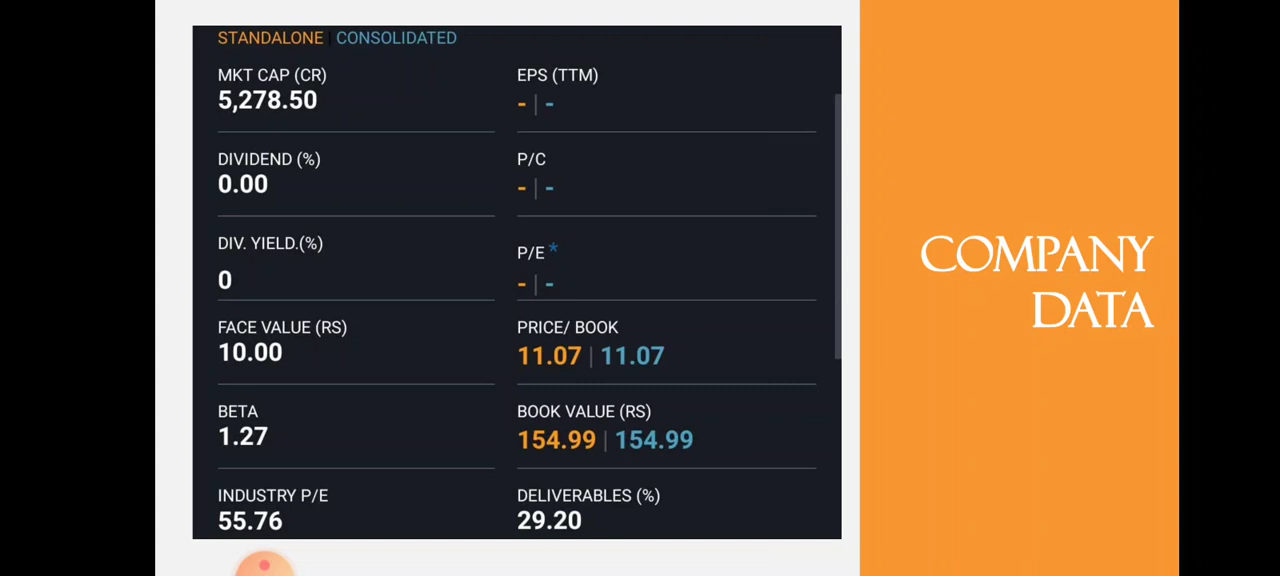 STANDALONE | CONSOLIDATED
MKT CAP (CR)
5,278.50
EPS (TTM)
- | -
DIVIDEND (%)
0.00
P/C
- | -
DIV. YIELD.(%)
0
P/E *
- | -
FACE VALUE (RS)
10.00
PRICE/ BOOK
11.07 | 11.07
BETA
1.27
BOOK VALUE (RS)
154.99 | 154.99
INDUSTRY P/E
55.76
DELIVERABLES (%)
29.20
COMPANY
DATA